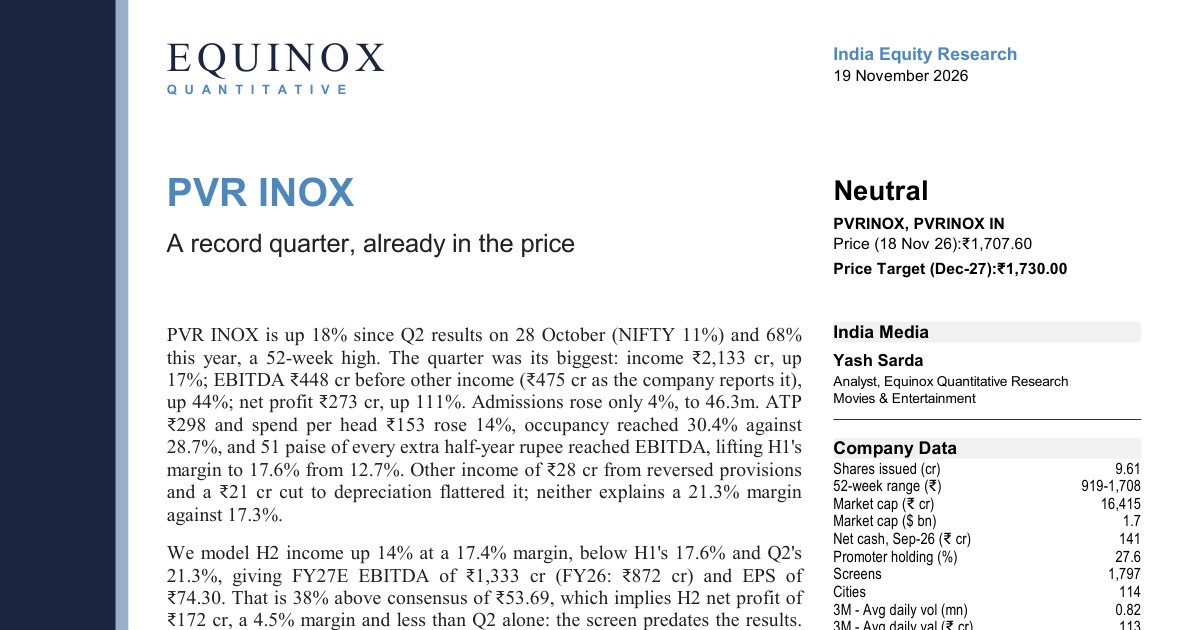 EQUINOX
QUANTITATIVE
India Equity Research
19 November 2026
PVR INOX
A record quarter, already in the price
Neutral
PVRINOX, PVRINOX IN
Price (18 Nov 26):₹1,707.60
Price Target (Dec-27):₹1,730.00
PVR INOX is up 18% since Q2 results on 28 October (NIFTY 11%) and 68%
this year, a 52-week high. The quarter was its biggest: income ₹2,133 cr, up
17%; EBITDA ₹448 cr before other income (₹475 cr as the company reports it),
up 44%; net profit ₹273 cr, up 111%. Admissions rose only 4%, to 46.3m. ATP
₹298 and spend per head ₹153 rose 14%, occupancy reached 30.4% against
28.7%, and 51 paise of every extra half-year rupee reached EBITDA, lifting H1's
margin to 17.6% from 12.7%. Other income of ₹28 cr from reversed provisions
and a ₹21 cr cut to depreciation flattered it; neither explains a 21.3% margin
against 17.3%.
We model H2 income up 14% at a 17.4% margin, below H1's 17.6% and Q2's
21.3%, giving FY27E EBITDA of ₹1,333 cr (FY26: ₹872 cr) and EPS of
₹74.30. That is 38% above consensus of ₹53.69, which implies H2 net profit of
₹172 cr, a 4.5% margin and less than Q2 alone: the screen predates the results.
India Media
Yash Sarda
Analyst, Equinox Quantitative Research
Movies & Entertainment
Company Data
Shares issued (cr) 9.61
52-week range (₹) 919-1,708
Market cap (₹ cr) 16,415
Market cap ($ bn) 1.7
Net cash, Sep-26 (₹ cr) 141
Promoter holding (%) 27.6
Screens 1,797
Cities 114
3M - Avg daily vol (mn) 0.82
3M - Avg daily val (₹ cr) 113